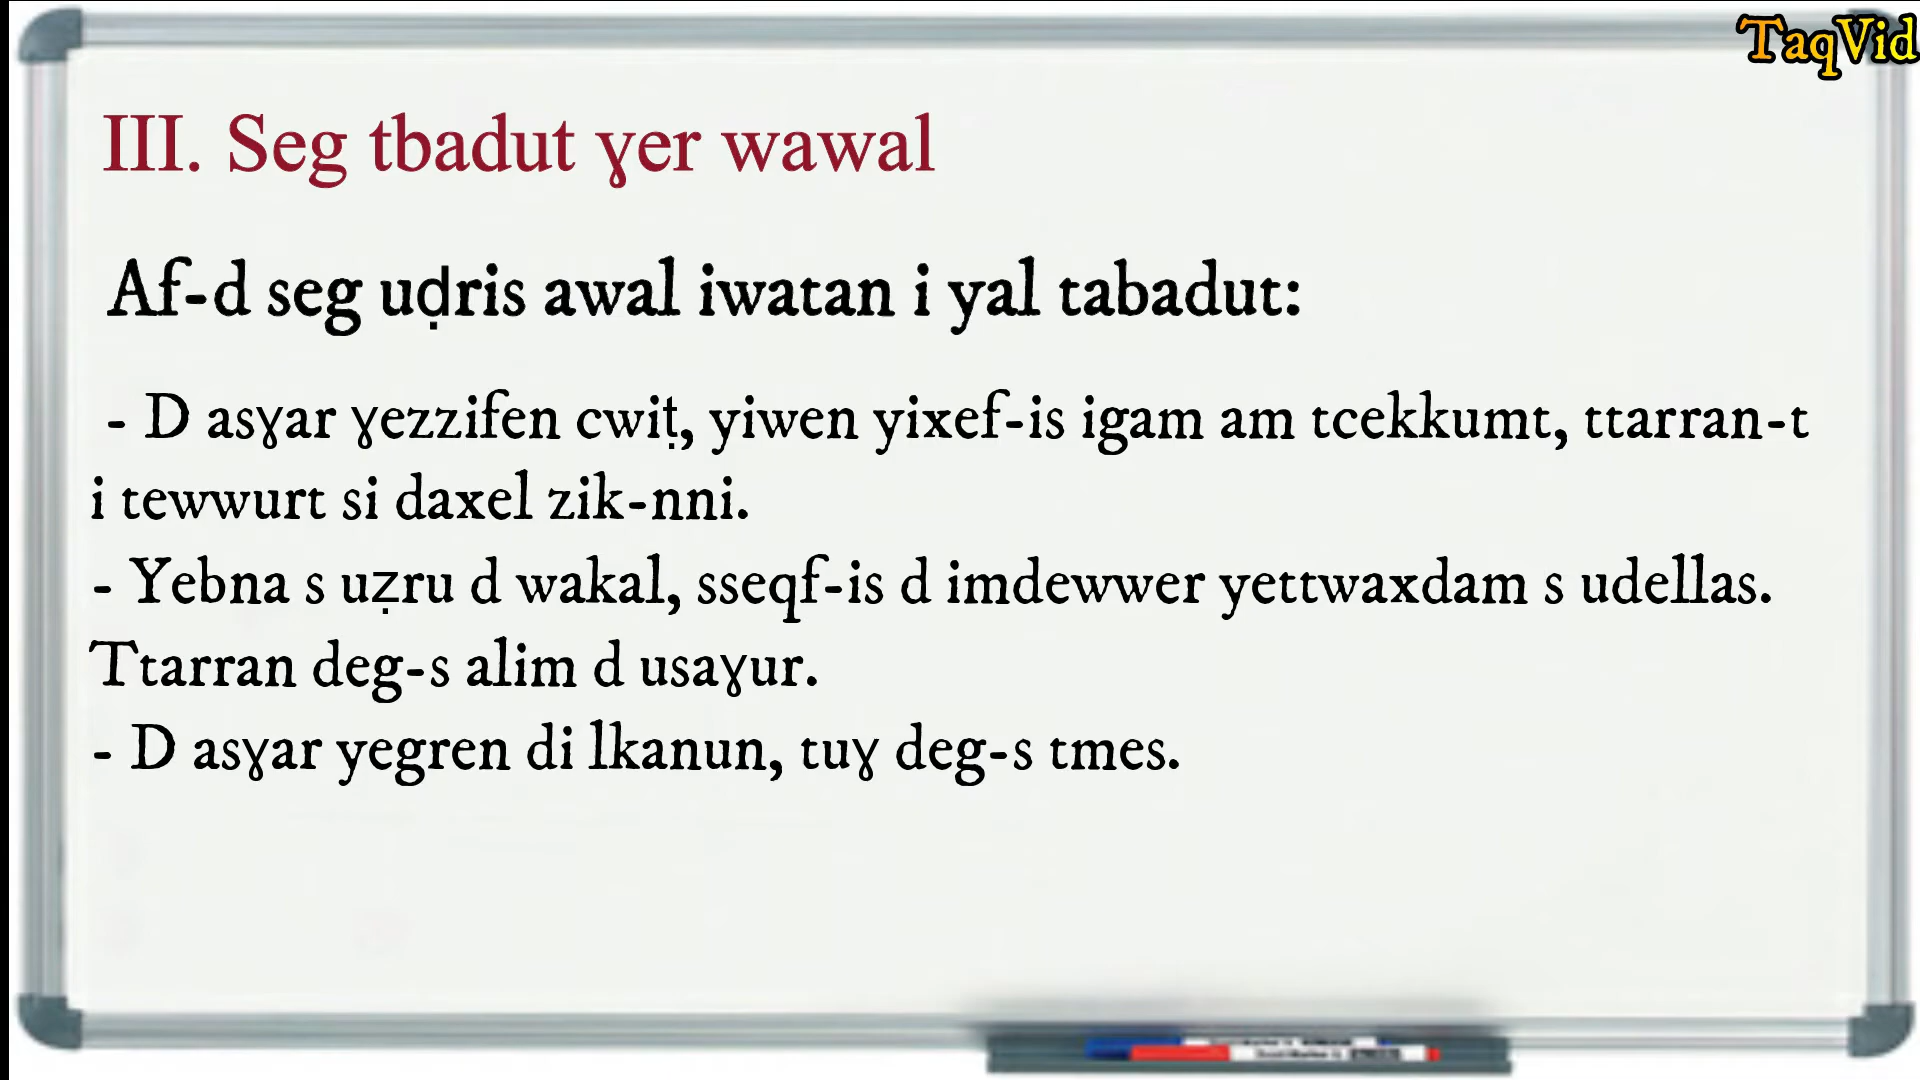 TaqVid
III. Seg tbadut ɣer wawal
Af-d seg uḍris awal iwatan i yal tabadut:
- D asɣar ɣezzifen cwiṭ, yiwen yixef-is igam am tcekkumt, ttarran-t
i tewwurt si daxel zik-nni.
- Yebna s uẓru d wakal, sseqf-is d imdewwer yettwaxdam s udellas.
Ttarran deg-s alim d usaɣur.
- D asɣar yegren di lkanun, tuɣ deg-s tmes.